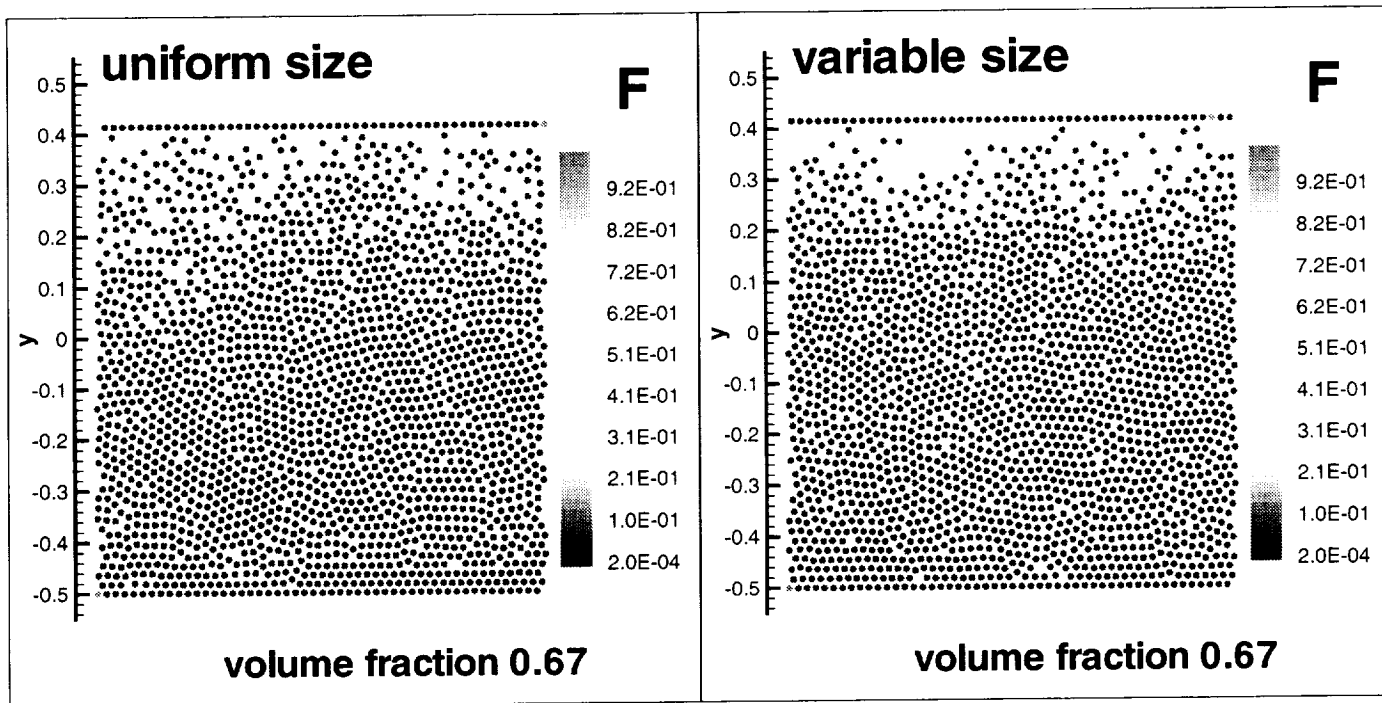 uniform size
F
0.5
0.4
0.3
0.2
0.1
0
-0.1
-0.2
-0.3
-0.4
-0.5
y
9.2E-01
8.2E-01
7.2E-01
6.2E-01
5.1E-01
4.1E-01
3.1E-01
2.1E-01
1.0E-01
2.0E-04
volume fraction 0.67
variable size
F
0.5
0.4
0.3
0.2
0.1
0
-0.1
-0.2
-0.3
-0.4
-0.5
y
9.2E-01
8.2E-01
7.2E-01
6.2E-01
5.1E-01
4.1E-01
3.1E-01
2.1E-01
1.0E-01
2.0E-04
volume fraction 0.67